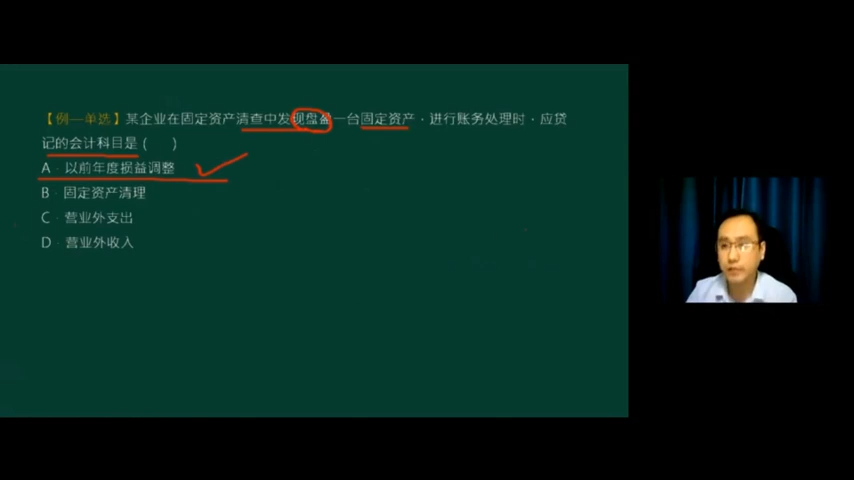 【例—单选】某企业在固定资产清查中发现盘盈一台固定资产，进行账务处理时，应贷
记的会计科目是（ ）
A．以前年度损益调整
B．固定资产清理
C．营业外支出
D．营业外收入